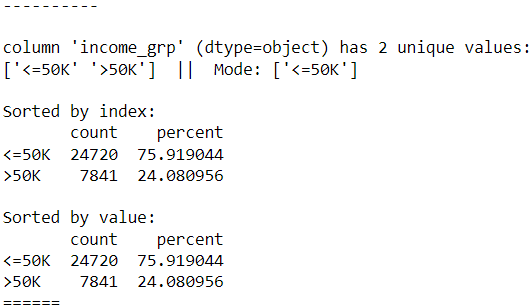 ----------
column 'income_grp' (dtype=object) has 2 unique values:
['<=50K' '>50K']  ||  Mode: ['<=50K']
Sorted by index:
       count    percent
<=50K  24720  75.919044
>50K    7841  24.080956
Sorted by value:
       count    percent
<=50K  24720  75.919044
>50K    7841  24.080956
======